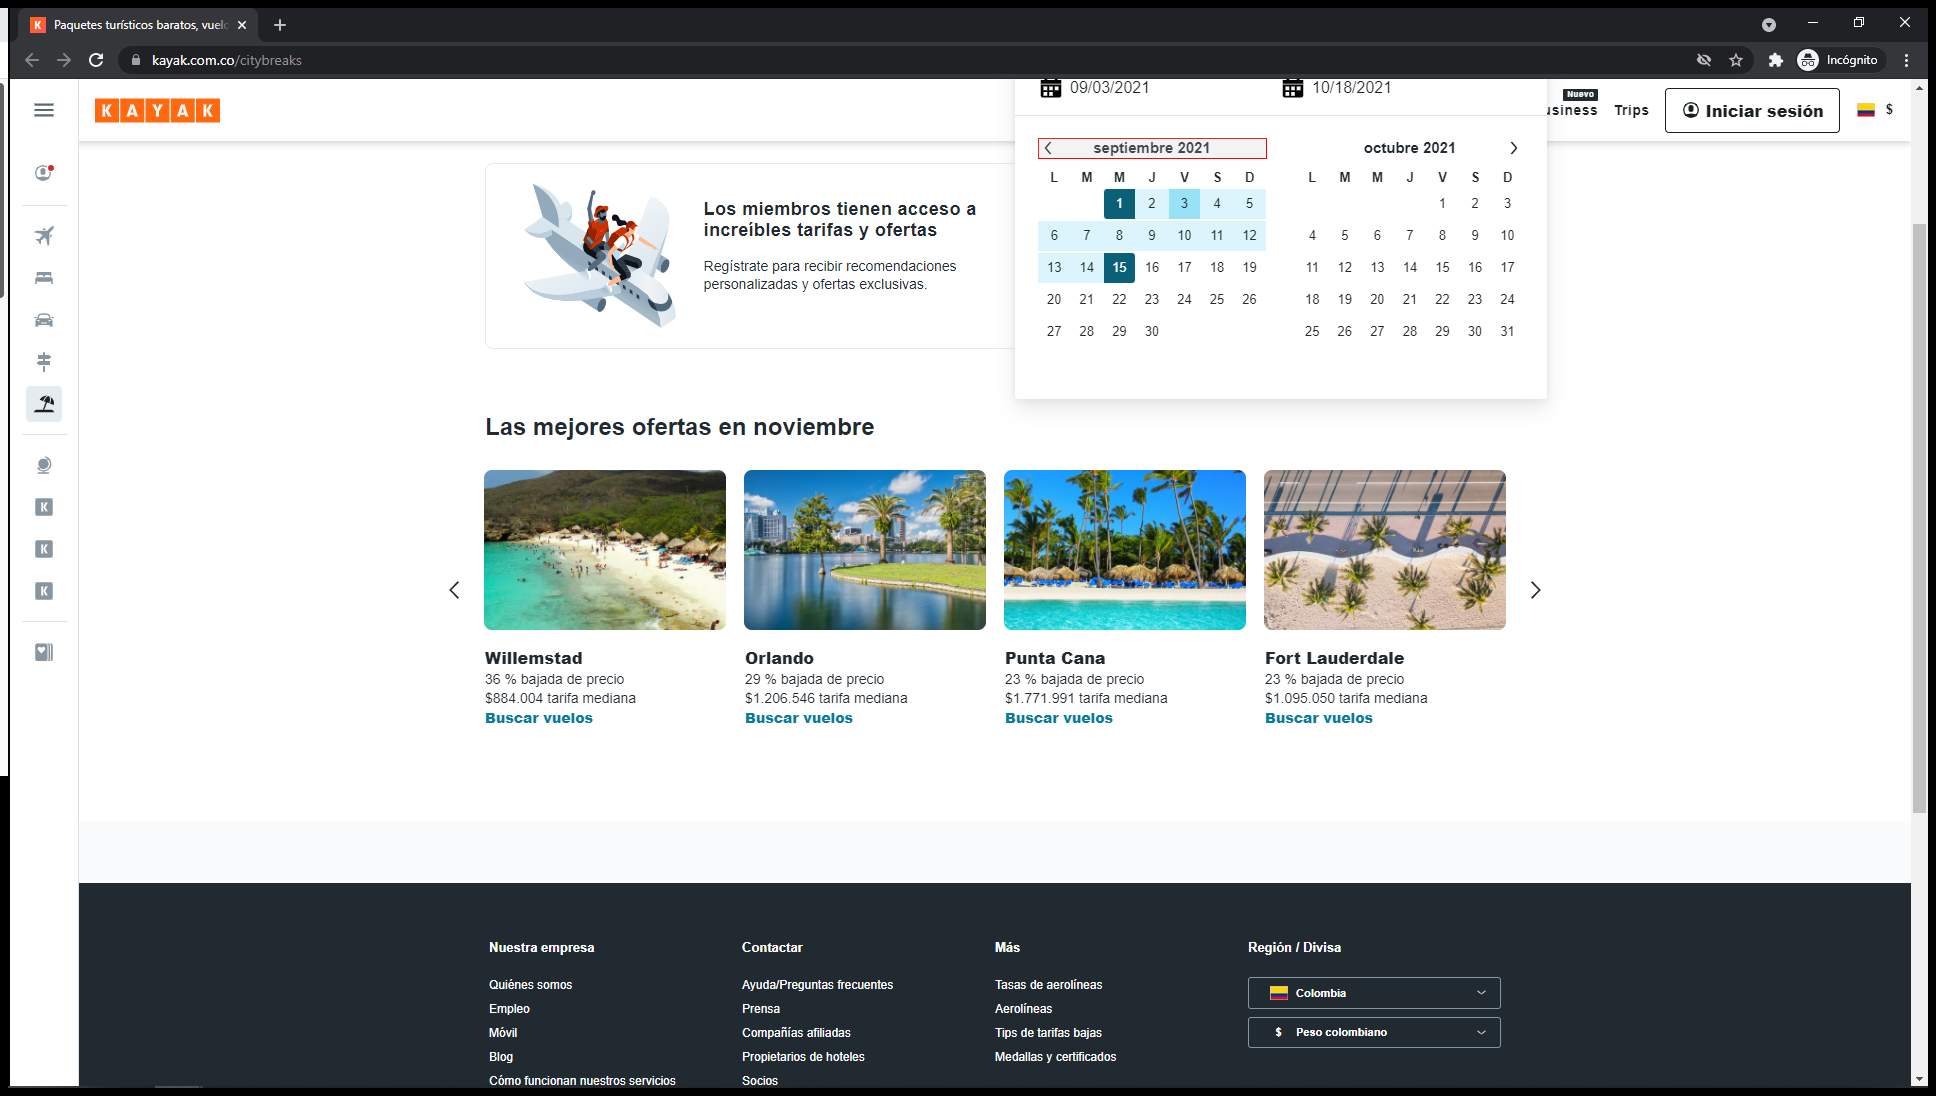 Paquetes turísticos baratos, vuel
kayak.com.co/citybreaks
Incógnito
KAYAK
09/03/2021
10/18/2021
Nuevo
usiness
Trips
Iniciar sesión
$
septiembre 2021
L M M J V S D
1 2 3 4 5
6 7 8 9 10 11 12
13 14 15 16 17 18 19
20 21 22 23 24 25 26
27 28 29 30
octubre 2021
L M M J V S D
1 2 3
4 5 6 7 8 9 10
11 12 13 14 15 16 17
18 19 20 21 22 23 24
25 26 27 28 29 30 31
Los miembros tienen acceso a
increíbles tarifas y ofertas
Regístrate para recibir recomendaciones
personalizadas y ofertas exclusivas.
Las mejores ofertas en noviembre
Willemstad
36 % bajada de precio
$884.004 tarifa mediana
Buscar vuelos
Orlando
29 % bajada de precio
$1.206.546 tarifa mediana
Buscar vuelos
Punta Cana
23 % bajada de precio
$1.771.991 tarifa mediana
Buscar vuelos
Fort Lauderdale
23 % bajada de precio
$1.095.050 tarifa mediana
Buscar vuelos
K
K
K
Nuestra empresa
Quiénes somos
Empleo
Móvil
Blog
Cómo funcionan nuestros servicios
Contactar
Ayuda/Preguntas frecuentes
Prensa
Compañías afiliadas
Propietarios de hoteles
Socios
Más
Tasas de aerolíneas
Aerolíneas
Tips de tarifas bajas
Medallas y certificados
Región / Divisa
Colombia
$ Peso colombiano